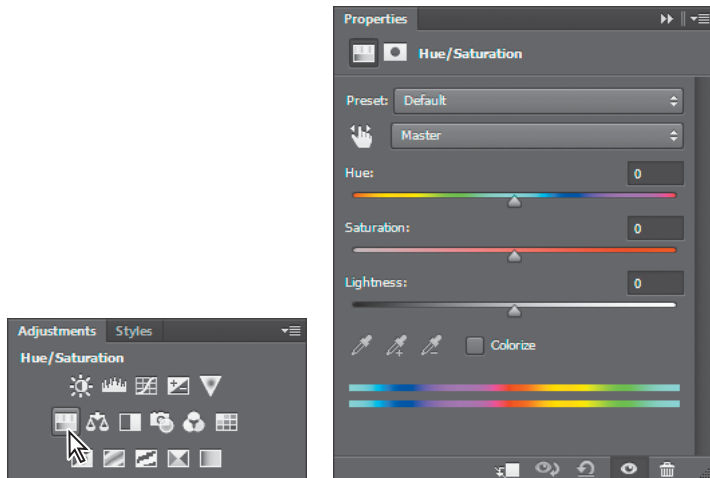 Properties
Hue/Saturation
Preset: Default
Master
Hue: 0
Saturation: 0
Lightness: 0
Colorize
Adjustments Styles
Hue/Saturation